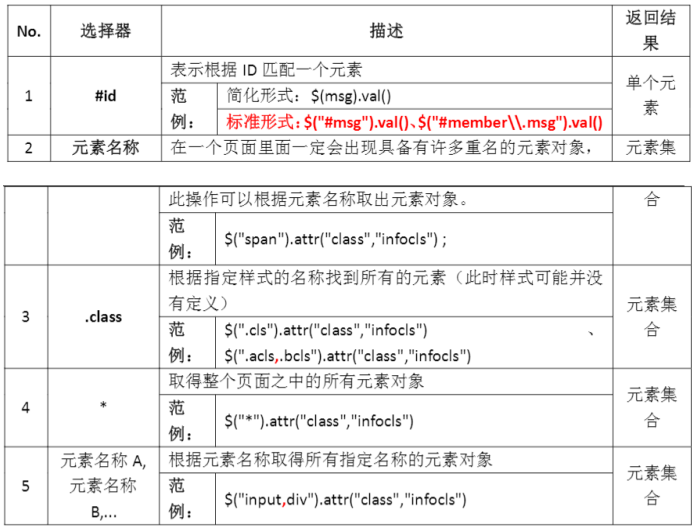 No. 选择器 描述 返回结果
1 #id 表示根据 ID 匹配一个元素 单个元素
范例： 简化形式：$(msg).val()
标准形式：$("#msg").val()、$("#member\\.msg").val()
2 元素名称 在一个页面里面一定会出现具备有许多重名的元素对象， 元素集
此操作可以根据元素名称取出元素对象。 合
范例： $("span").attr("class","infocls") ;
3 .class 根据指定样式的名称找到所有的元素（此时样式可能并没
有定义） 元素集合
范例： $(".cls").attr("class","infocls") 、
$(".acls,.bcls").attr("class","infocls")
4 * 取得整个页面之中的所有元素对象 元素集合
范例： $("*").attr("class","infocls")
5 元素名称 A,元素名称 B,... 根据元素名称取得所有指定名称的元素对象 元素集合
范例： $("input,div").attr("class","infocls")